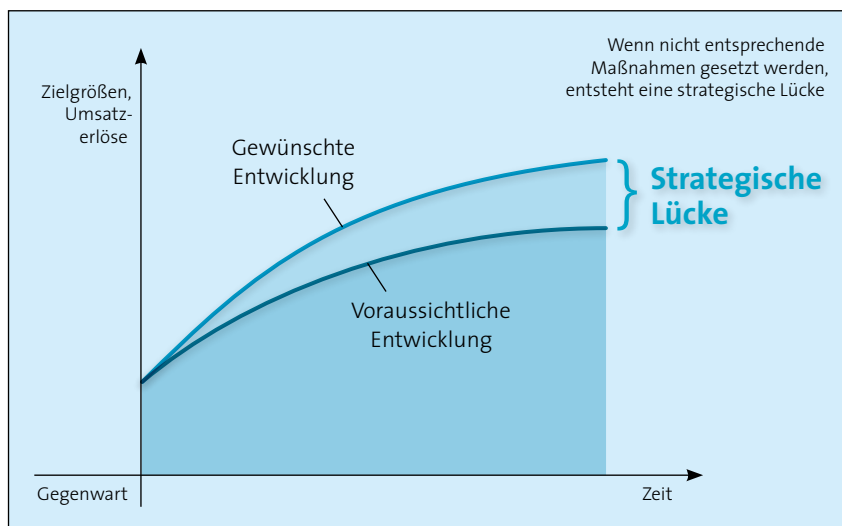 Wenn nicht entsprechende
Maßnahmen gesetzt werden,
entsteht eine strategische Lücke
Zielgrößen,
Umsatz-
erlöse
Gewünschte
Entwicklung
Strategische
Lücke
Voraussichtliche
Entwicklung
Gegenwart
Zeit